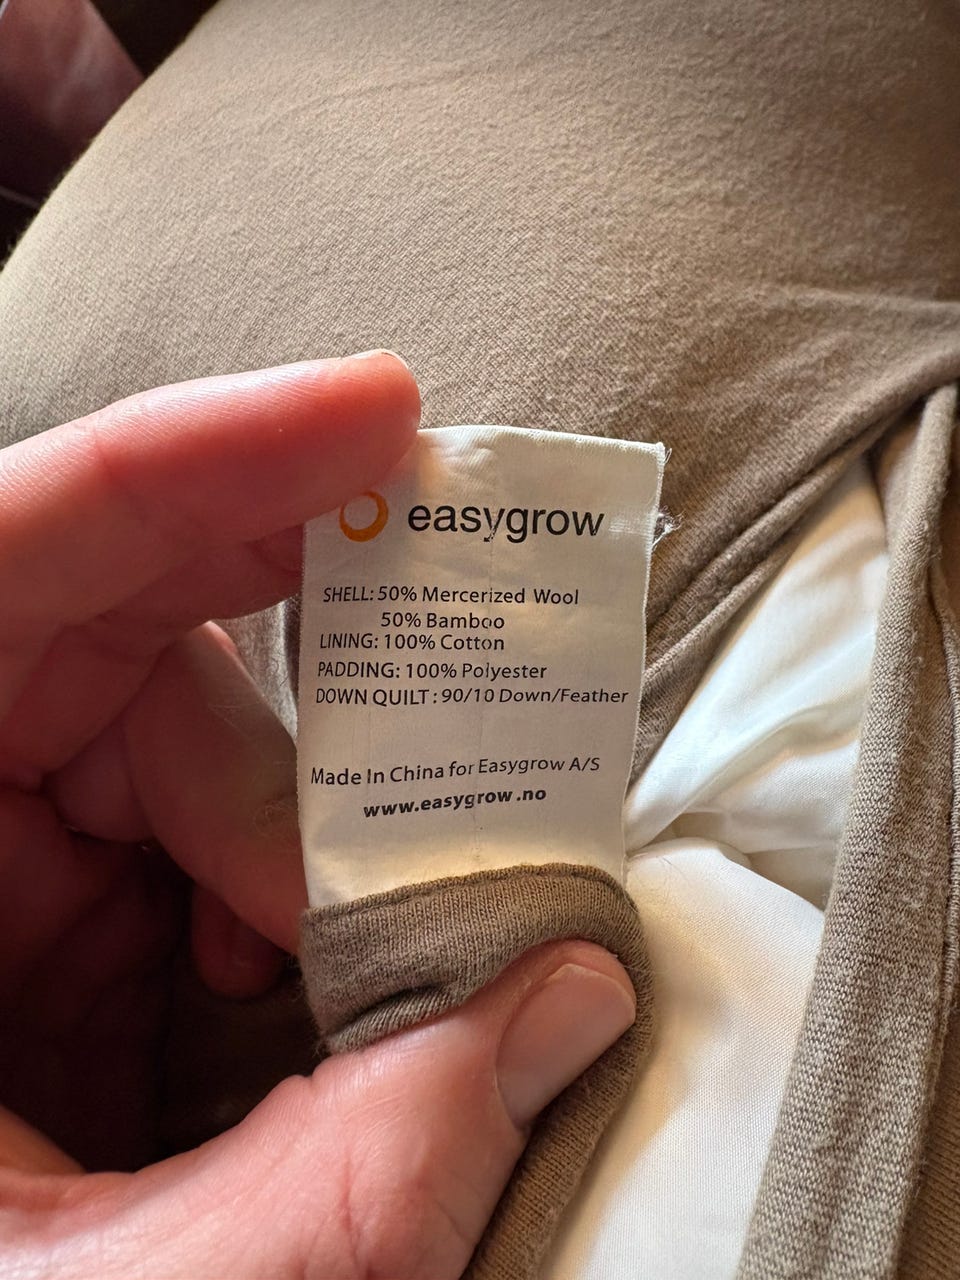 easygrow
SHELL: 50% Mercerized Wool
50% Bamboo
LINING: 100% Cotton
PADDING: 100% Polyester
DOWN QUILT : 90/10 Down/Feather
Made In China for Easygrow A/S
www.easygrow .no